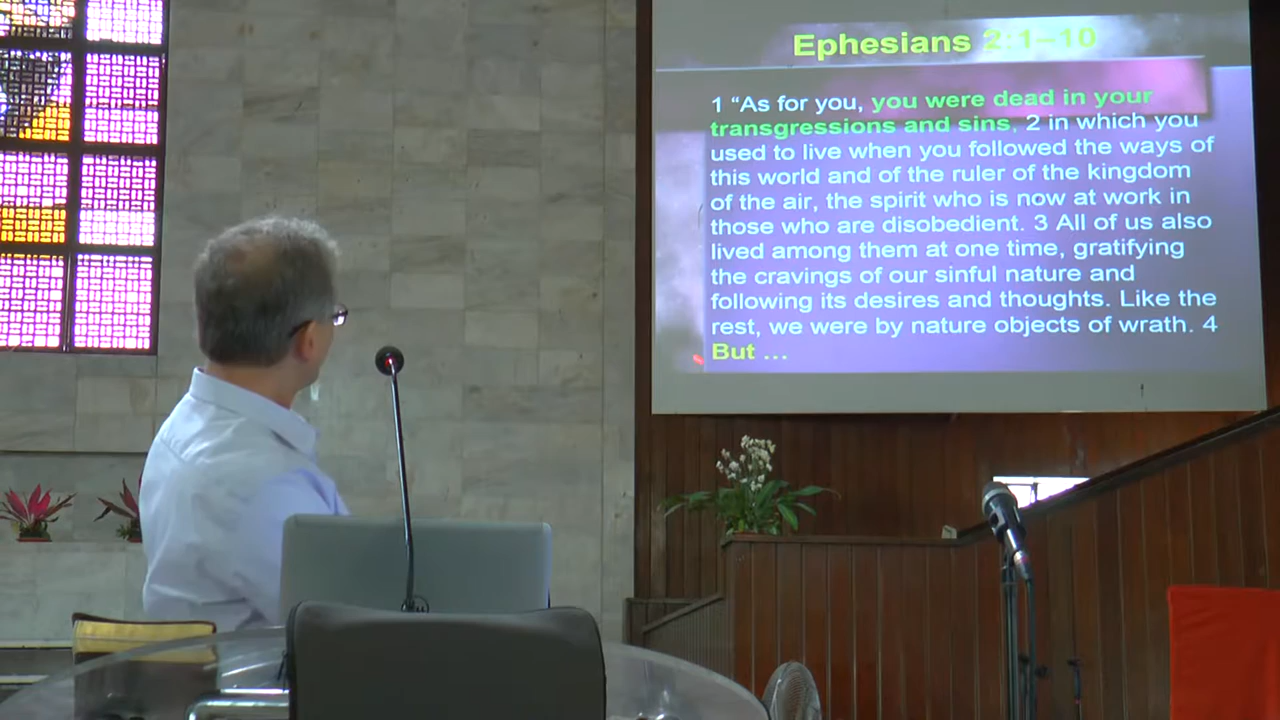 Ephesians 2:1–10
1 “As for you, you were dead in your
transgressions and sins, 2 in which you
used to live when you followed the ways of
this world and of the ruler of the kingdom
of the air, the spirit who is now at work in
those who are disobedient. 3 All of us also
lived among them at one time, gratifying
the cravings of our sinful nature and
following its desires and thoughts. Like the
rest, we were by nature objects of wrath. 4
But …